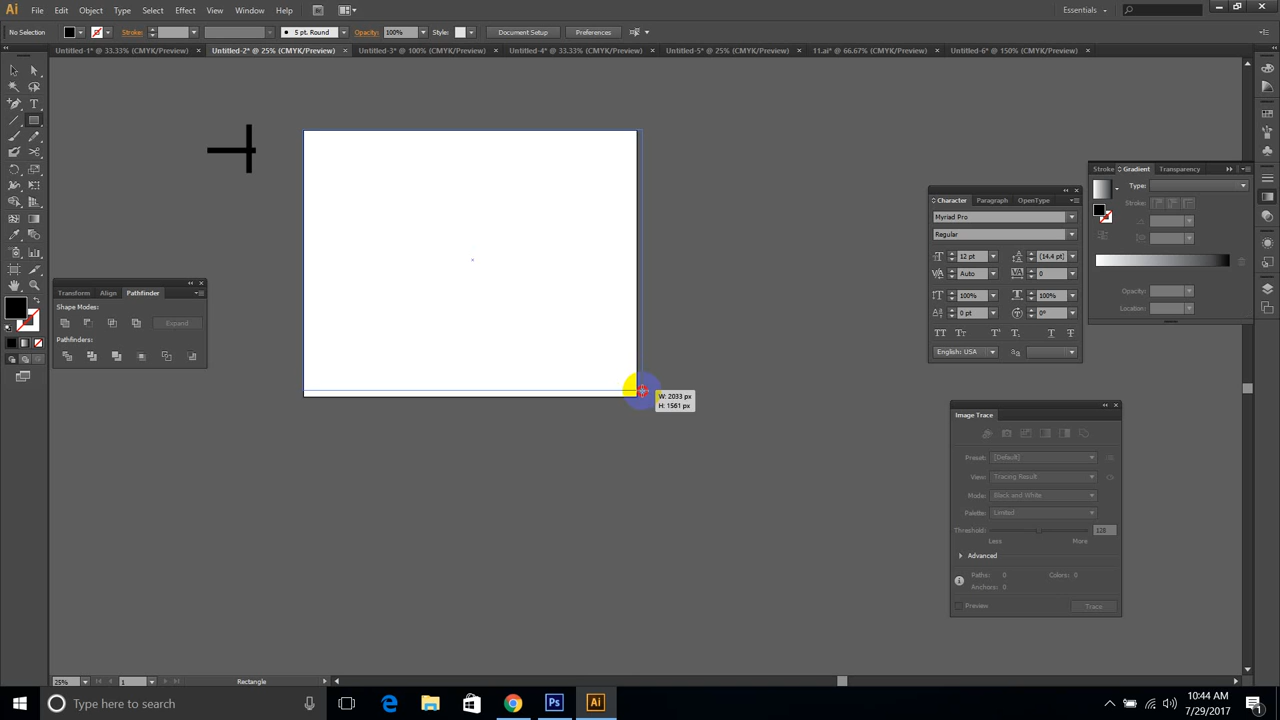 Ai File Edit Object Type Select Effect View Window Help Br Essentials
No Selection Stroke: 5 pt. Round Opacity: 100% Style: Document Setup Preferences
Untitled-1* @ 33.33% (CMYK/Preview) × Untitled-2* @ 25% (CMYK/Preview) × Untitled-3* @ 100% (CMYK/Preview) × Untitled-4* @ 33.33% (CMYK/Preview) × Untitled-5* @ 25% (CMYK/Preview) × 11.ai* @ 66.67% (CMYK/Preview) × Untitled-6* @ 150% (CMYK/Preview) ×
Stroke Gradient Transparency
Type:
Stroke:
Opacity:
Location:
Character Paragraph OpenType
Myriad Pro
Regular
12 pt (14.4 pt)
Auto 0
100% 100%
0 pt 0°
English: USA
Transform Align Pathfinder
Shape Modes:
Expand
Pathfinders:
W: 2033 px
H: 1561 px
Image Trace
Preset: [Default]
View: Tracing Result
Mode: Black and White
Palette: Limited
Threshold: 128
Less More
Advanced
Paths: 0 Colors: 0
Anchors: 0
Preview Trace
25% 1 Rectangle
Type here to search Ps Ai
10:44 AM
7/29/2017